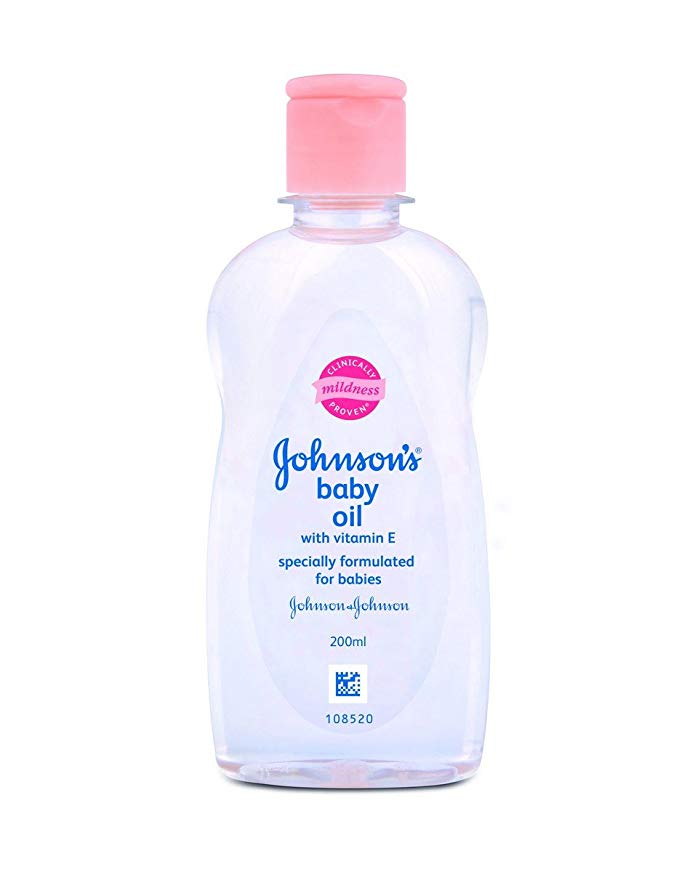 CLINICALLY
mildness
PROVEN®
Johnson's®
baby
oil
with vitamin E
specially formulated
for babies
Johnson & Johnson
200ml
108520